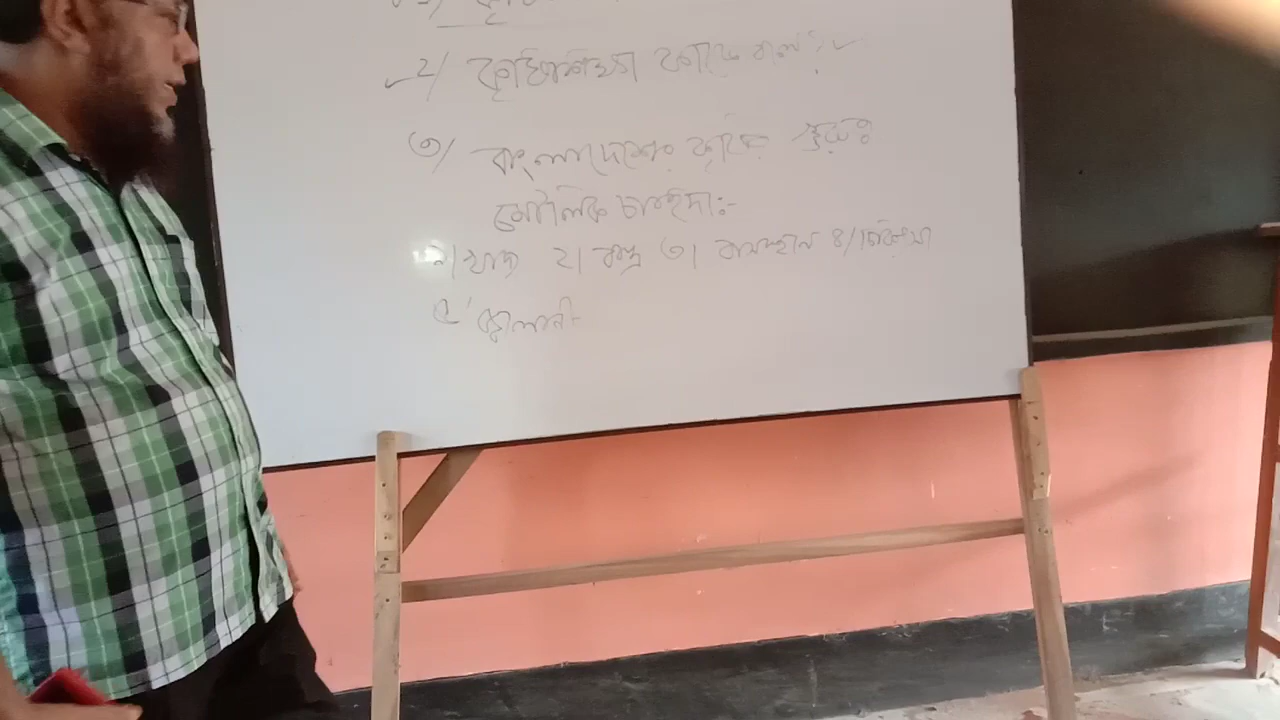 ২/ কৃষিশিক্ষা কাকে বলে?
৩/ বাংলাদেশের কৃষির গুরুত্বঃ
মৌলিক চাহিদাঃ-
১। খাদ্য ২। বস্ত্র ৩। বাসস্থান ৪/ চিকিৎসা
৫/ জ্বালানী-